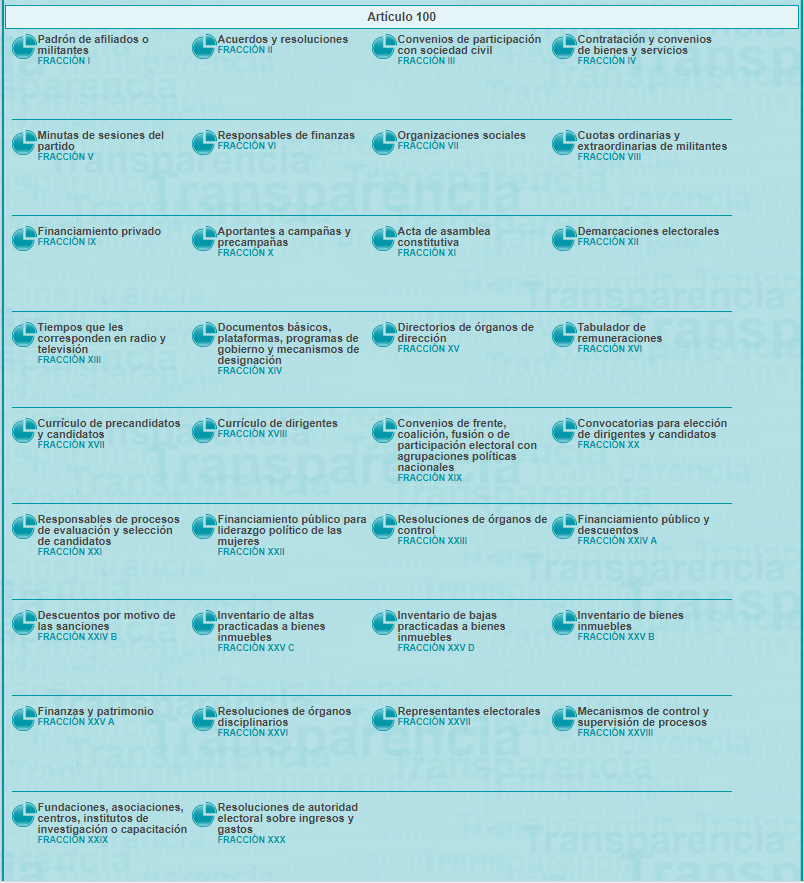 Artículo 100
Padrón de afiliados o
militantes
FRACCIÓN I
Acuerdos y resoluciones
FRACCIÓN II
Convenios de participación
con sociedad civil
FRACCIÓN III
Contratación y convenios
de bienes y servicios
FRACCIÓN IV
Minutas de sesiones del
partido
FRACCIÓN V
Responsables de finanzas
FRACCIÓN VI
Organizaciones sociales
FRACCIÓN VII
Cuotas ordinarias y
extraordinarias de militantes
FRACCIÓN VIII
Financiamiento privado
FRACCIÓN IX
Aportantes a campañas y
precampañas
FRACCIÓN X
Acta de asamblea
constitutiva
FRACCIÓN XI
Demarcaciones electorales
FRACCIÓN XII
Tiempos que les
corresponden en radio y
televisión
FRACCIÓN XIII
Documentos básicos,
plataformas, programas de
gobierno y mecanismos de
designación
FRACCIÓN XIV
Directorios de órganos de
dirección
FRACCIÓN XV
Tabulador de
remuneraciones
FRACCIÓN XVI
Currículo de precandidatos
y candidatos
FRACCIÓN XVII
Currículo de dirigentes
FRACCIÓN XVIII
Convenios de frente,
coalición, fusión o de
participación electoral con
agrupaciones políticas
nacionales
FRACCIÓN XIX
Convocatorias para elección
de dirigentes y candidatos
FRACCIÓN XX
Responsables de procesos
de evaluación y selección
de candidatos
FRACCIÓN XXI
Financiamiento público para
liderazgo político de las
mujeres
FRACCIÓN XXII
Resoluciones de órganos de
control
FRACCIÓN XXIII
Financiamiento público y
descuentos
FRACCIÓN XXIV A
Descuentos por motivo de
las sanciones
FRACCIÓN XXIV B
Inventario de altas
practicadas a bienes
inmuebles
FRACCIÓN XXV C
Inventario de bajas
practicadas a bienes
inmuebles
FRACCIÓN XXV D
Inventario de bienes
inmuebles
FRACCIÓN XXV B
Finanzas y patrimonio
FRACCIÓN XXV A
Resoluciones de órganos
disciplinarios
FRACCIÓN XXVI
Representantes electorales
FRACCIÓN XXVII
Mecanismos de control y
supervisión de procesos
FRACCIÓN XXVIII
Fundaciones, asociaciones,
centros, institutos de
investigación o capacitación
FRACCIÓN XXIX
Resoluciones de autoridad
electoral sobre ingresos y
gastos
FRACCIÓN XXX